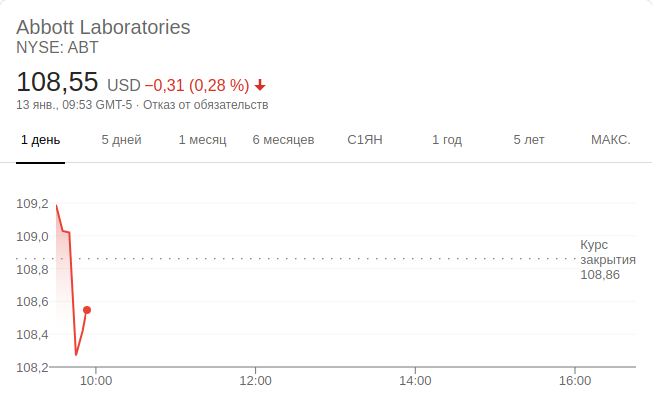 Abbott Laboratories
NYSE: ABT
108,55 USD −0,31 (0,28 %)
13 янв., 09:53 GMT-5 · Отказ от обязательств
1 день 5 дней 1 месяц 6 месяцев С1ЯН 1 год 5 лет МАКС.
109,2
109,0
Курс
закрытия
108,86
108,8
108,6
108,4
108,2
10:00 12:00 14:00 16:00